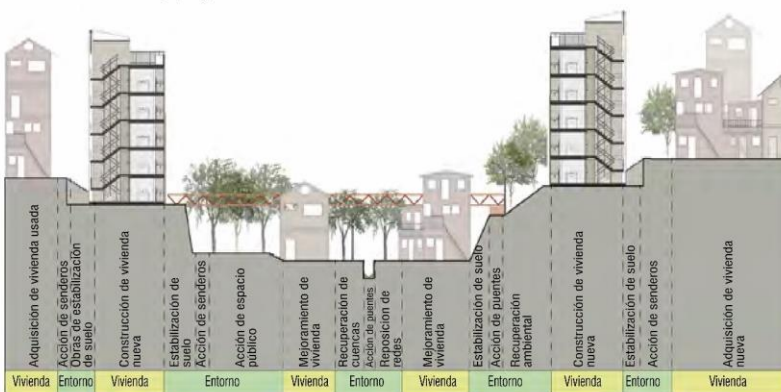 Adquisición de vivienda usada
Acción de senderos
Obras de estabilización
de suelo
Construcción de vivienda
nueva
Estabilización de
suelo
Acción de senderos
Acción de espacio
publico
Mejoramiento de
vivienda
Recuperación de
cuencas
Acción de puentes
Reposicion de
redes
Mejoramiento de
vivienda
Estabilización de suelo
Acción de puentes
Recuperación
ambiental
Construcción de vivienda
nueva
Estabilización de suelo
Acción de senderos
Adquisición de vivienda
nueva
Vivienda Entorno Vivienda Entorno Vivienda Entorno Vivienda Entorno Vivienda Entorno Vivienda